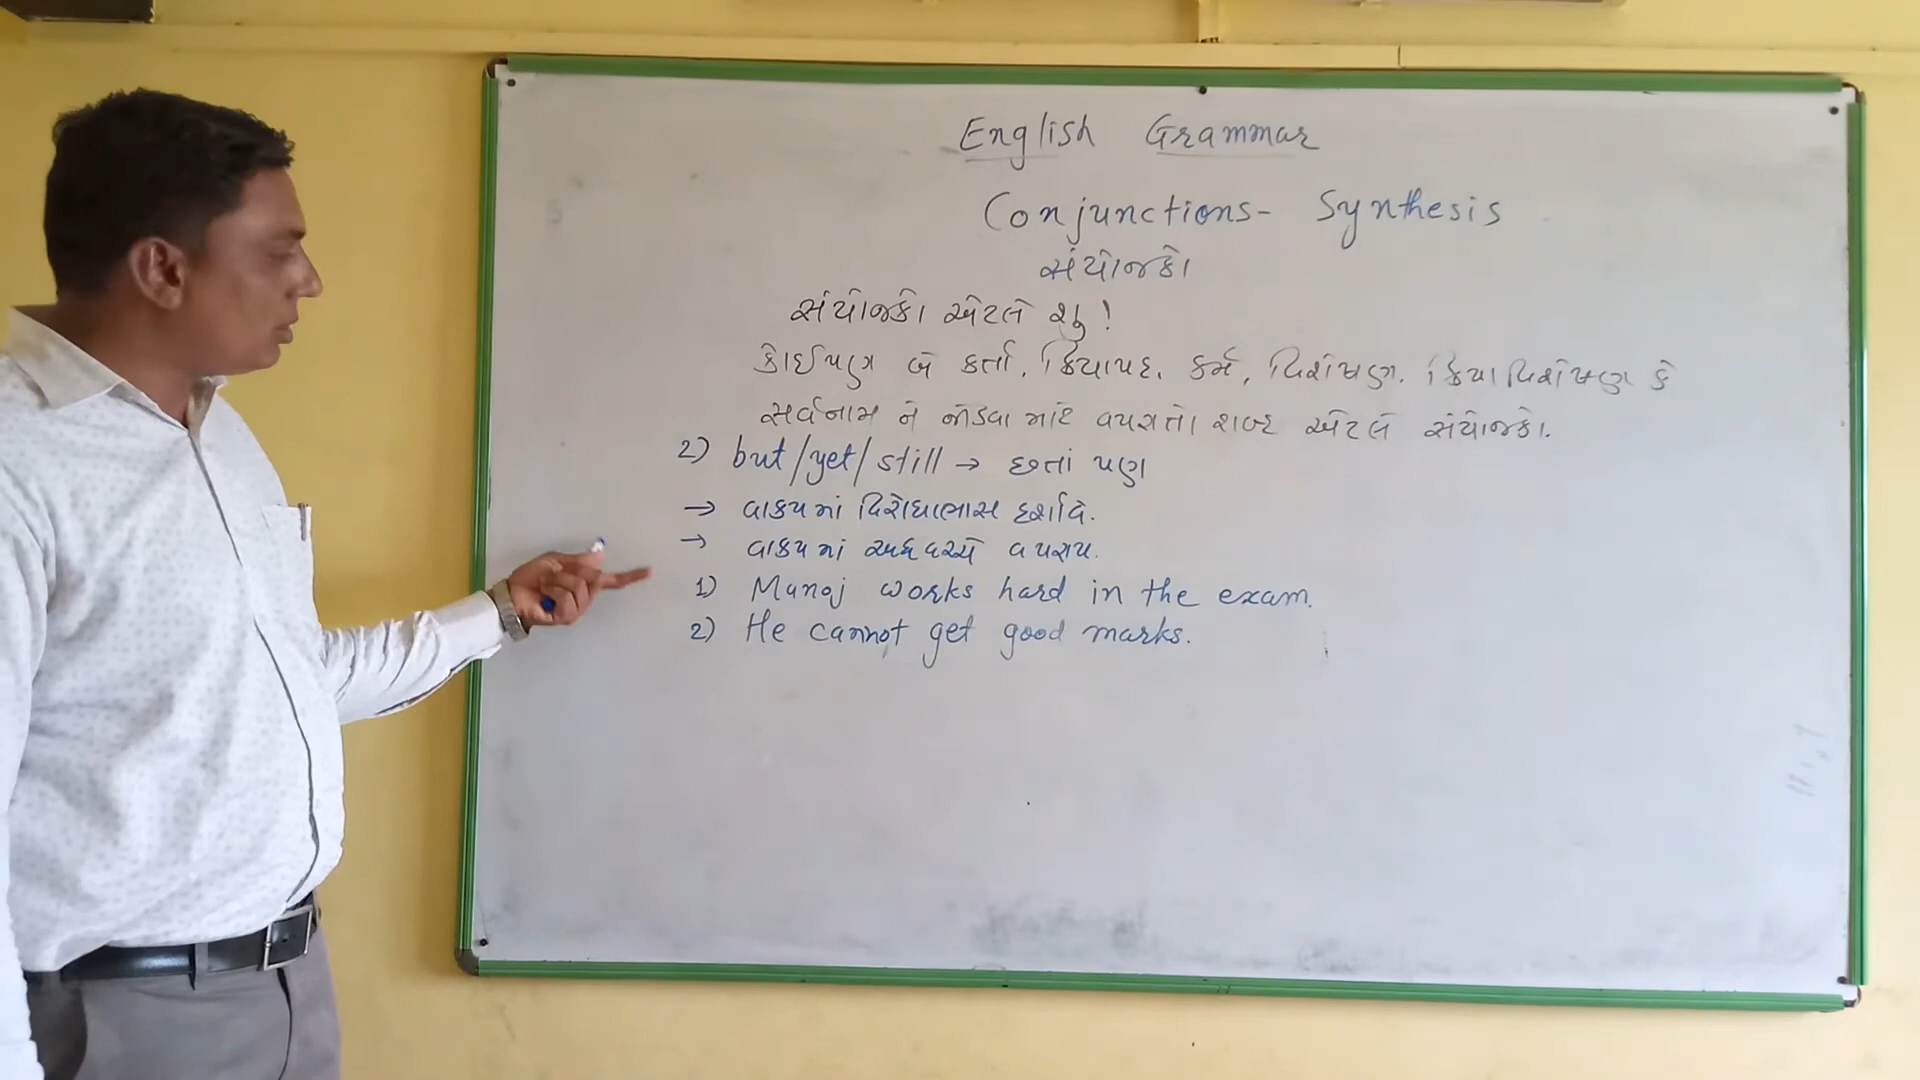 English Grammar
Conjunctions- Synthesis
સંયોજકો
સંયોજકો એટલે શું!
કોઈપણ બે કર્તા, ક્રિયાપદ, કર્મ, વિશેષણ, ક્રિયાવિશેષણ કે
સર્વનામ ને જોડવા માટે વપરાતો શબ્દ એટલે સંયોજકો.
2) but/yet/still → છતાં પણ
→ વાક્યમાં વિરોધાભાસ દર્શાવે.
→ વાક્યમાં અધવચ્ચે વપરાય.
1) Manoj works hard in the exam.
2) He cannot get good marks.